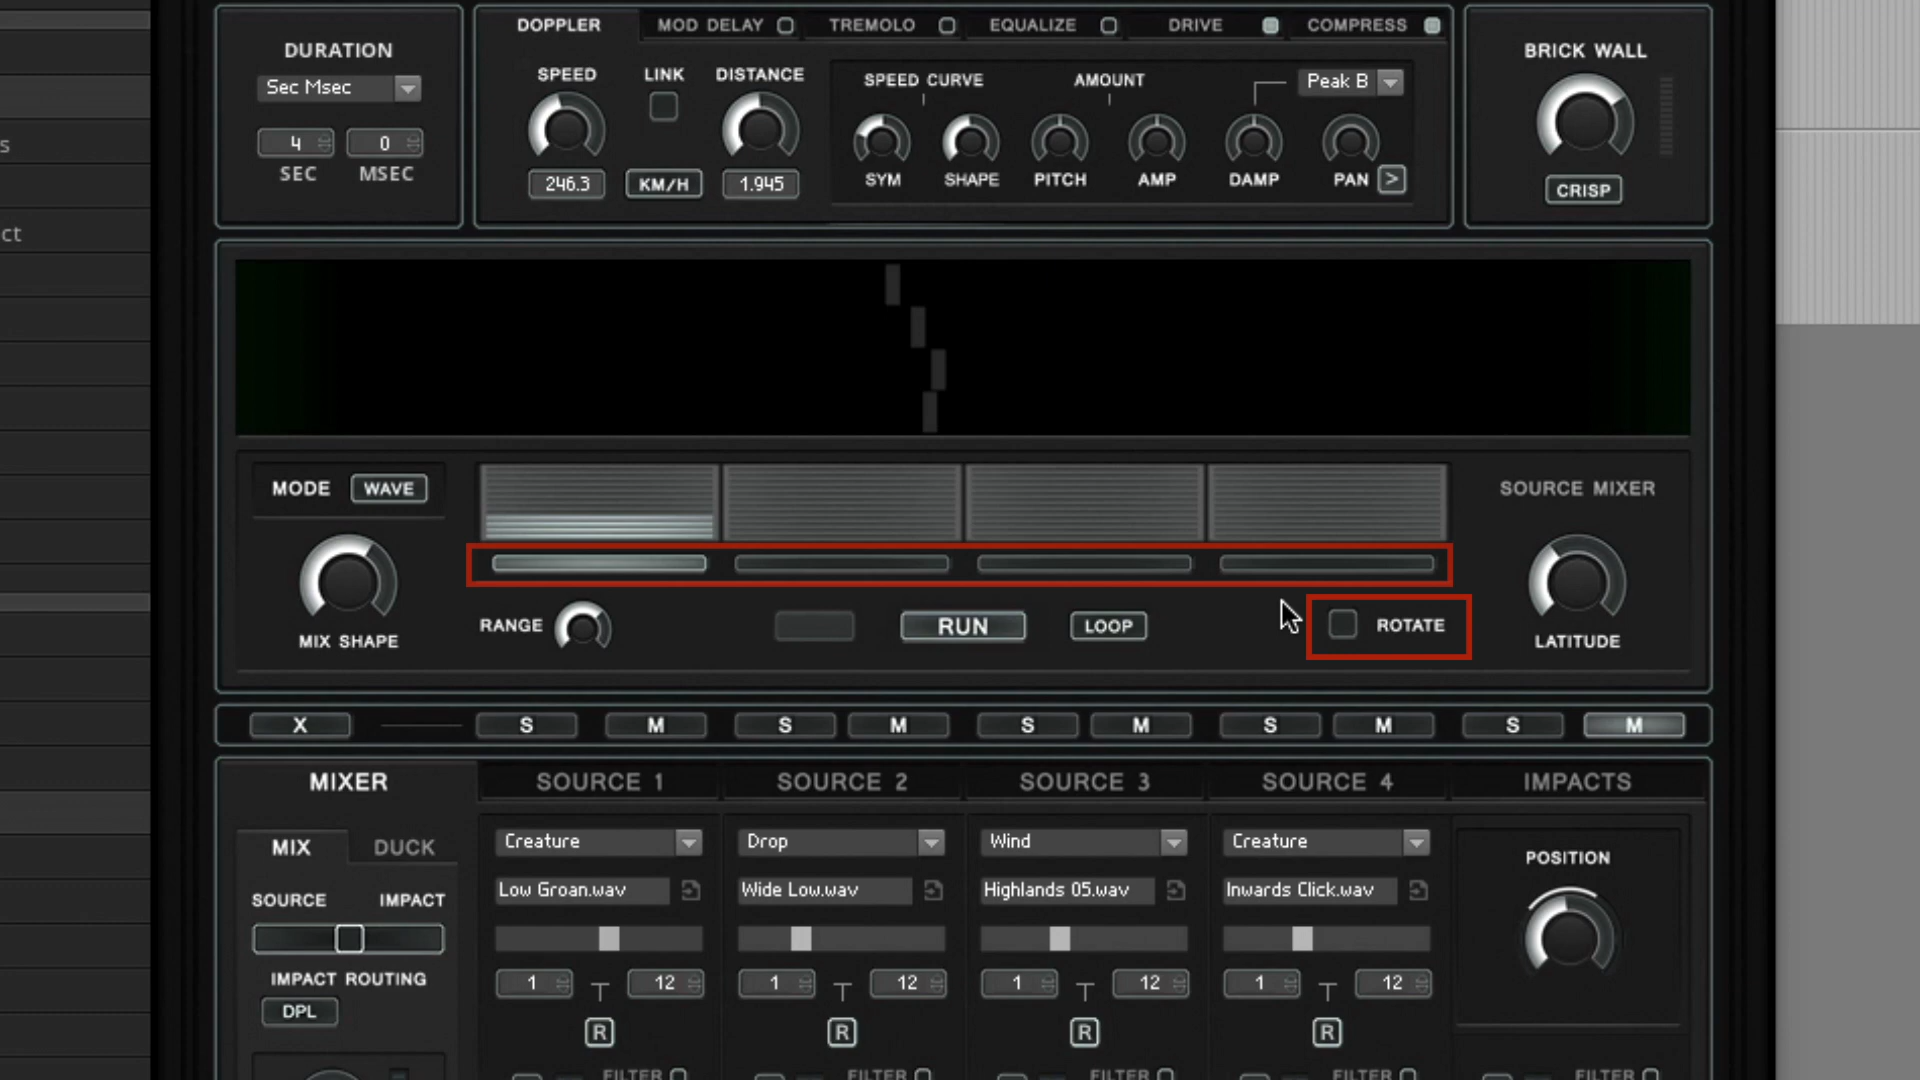 DOPPLER MOD DELAY TREMOLO EQUALIZE DRIVE COMPRESS
DURATION
Sec Msec
4 0
SEC MSEC
SPEED LINK DISTANCE
246.3 KM/H 1.945
SPEED CURVE AMOUNT Peak B
SYM SHAPE PITCH AMP DAMP PAN >
BRICK WALL
CRISP
s
ct
MODE WAVE
MIX SHAPE
SOURCE MIXER
LATITUDE
RANGE RUN LOOP ROTATE
X S M S M S M S M S M
MIXER SOURCE 1 SOURCE 2 SOURCE 3 SOURCE 4 IMPACTS
MIX DUCK
SOURCE IMPACT
IMPACT ROUTING
DPL
Creature Drop Wind Creature
Low Groan.wav Wide Low.wav Highlands 05.wav Inwards Click.wav
1 12 1 12 1 12 1 12
R R R R
POSITION
FILTER FILTER FILTER FILTER FILTER